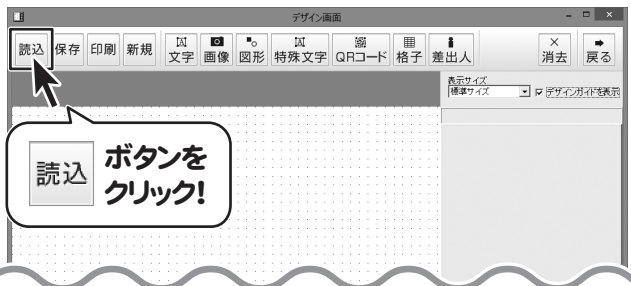 デザイン画面
読込 保存 印刷 新規 文字 画像 図形 特殊文字 QRコード 格子 差出人 消去 戻る
表示サイズ
標準サイズ デザインガイドを表示
読込 ボタンを
クリック!